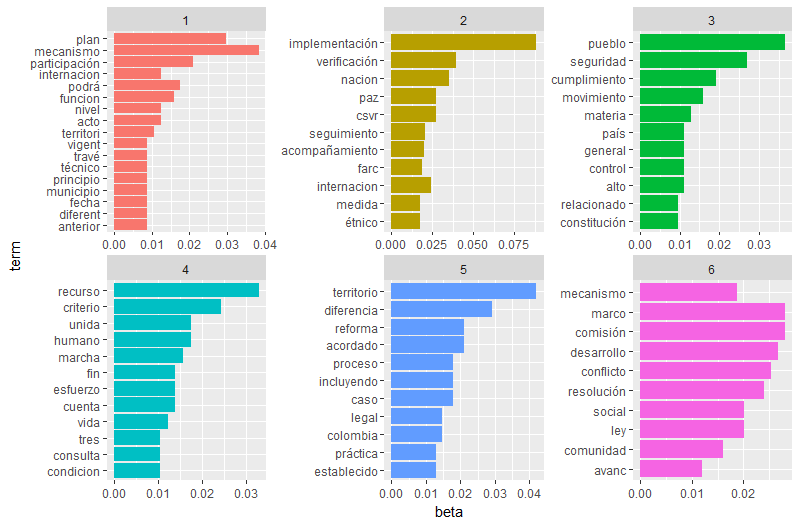 1
plan
mecanismo
participación
internacion
podrá
funcion
nivel
acto
territori
vigent
travé
técnico
principio
municipio
fecha
diferent
anterior
0.00 0.01 0.02 0.03 0.04
2
implementación
verificación
nacion
paz
csvr
seguimiento
acompañamiento
farc
internacion
medida
étnico
0.000 0.025 0.050 0.075
3
pueblo
seguridad
cumplimiento
movimiento
materia
país
general
control
alto
relacionado
constitución
0.00 0.01 0.02 0.03
term
4
recurso
criterio
unida
humano
marcha
fin
esfuerzo
cuenta
vida
tres
consulta
condicion
0.00 0.01 0.02 0.03
5
territorio
diferencia
reforma
acordado
proceso
incluyendo
caso
legal
colombia
práctica
establecido
0.00 0.01 0.02 0.03 0.04
6
mecanismo
marco
comisión
desarrollo
conflicto
resolución
social
ley
comunidad
avanc
0.00 0.01 0.02
beta